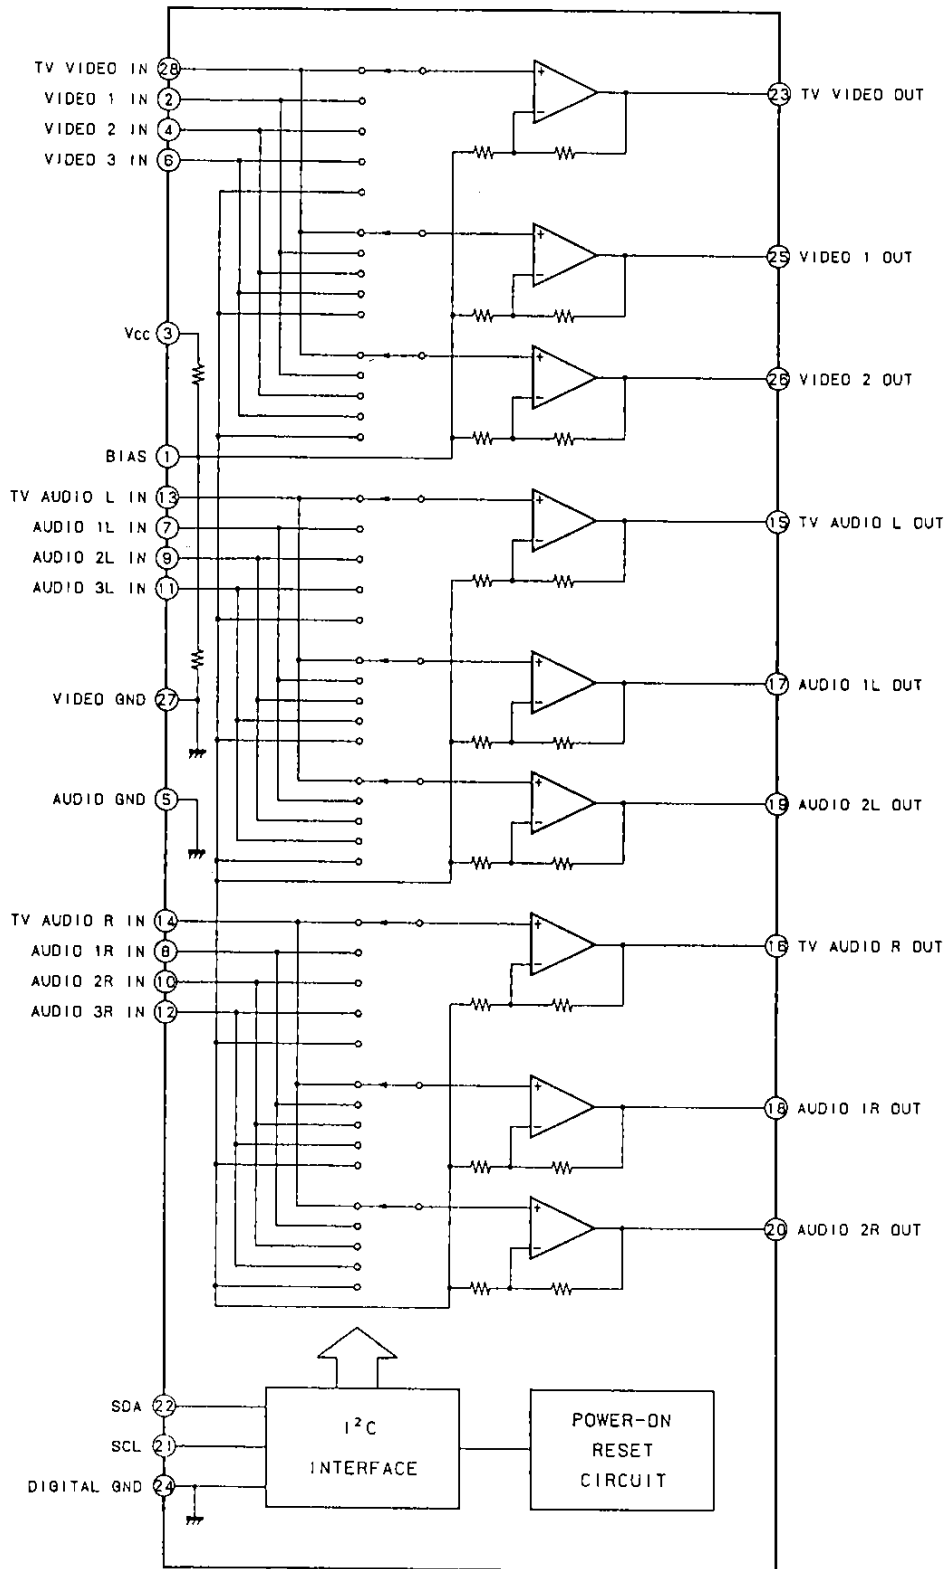 TV VIDEO IN 28
VIDEO 1 IN 2
VIDEO 2 IN 4
VIDEO 3 IN 6
23 TV VIDEO OUT
25 VIDEO 1 OUT
Vcc 3
26 VIDEO 2 OUT
BIAS 1
TV AUDIO L IN 13
AUDIO 1L IN 7
AUDIO 2L IN 9
AUDIO 3L IN 11
15 TV AUDIO L OUT
VIDEO GND 27
17 AUDIO 1L OUT
AUDIO GND 5
19 AUDIO 2L OUT
TV AUDIO R IN 14
AUDIO 1R IN 8
AUDIO 2R IN 10
AUDIO 3R IN 12
16 TV AUDIO R OUT
18 AUDIO 1R OUT
20 AUDIO 2R OUT
SDA 22
SCL 21
DIGITAL GND 24
I²C
INTERFACE
POWER-ON
RESET
CIRCUIT
+
−
+
−
+
−
+
−
+
−
+
−
+
−
+
−
+
−